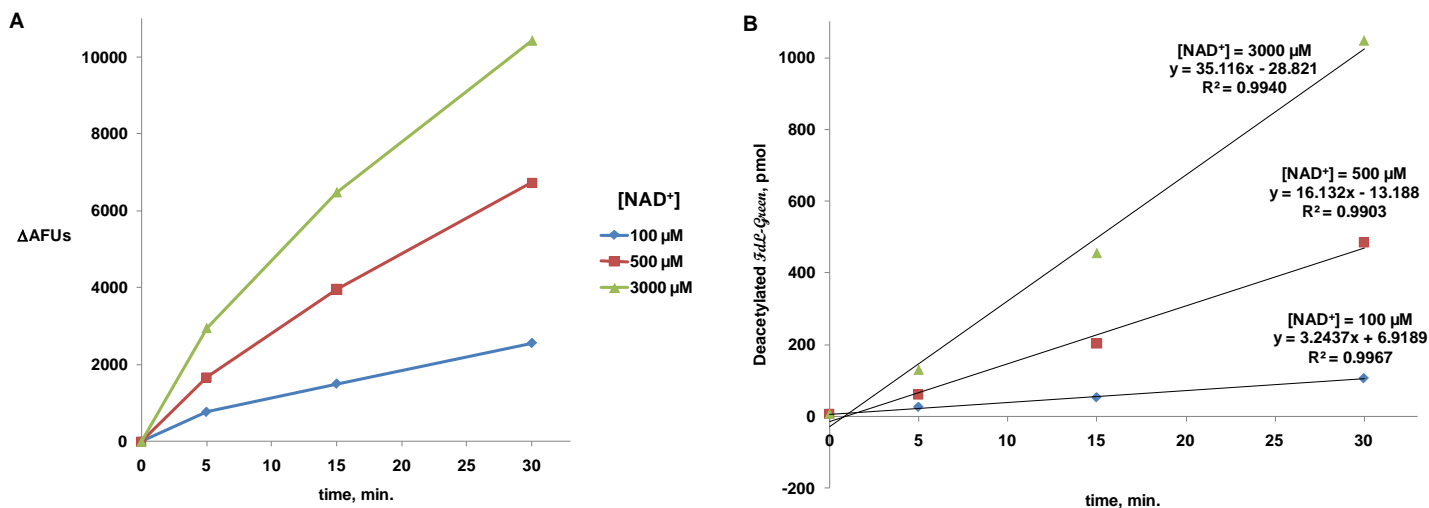 A
10000
8000
6000
4000
2000
0
ΔAFUs
0 5 10 15 20 25 30
time, min.
[NAD⁺]
100 µM
500 µM
3000 µM
B
1000
800
600
400
200
0
-200
Deacetylated FdL-Green, pmol
[NAD⁺] = 3000 µM
y = 35.116x - 28.821
R² = 0.9940
[NAD⁺] = 500 µM
y = 16.132x - 13.188
R² = 0.9903
[NAD⁺] = 100 µM
y = 3.2437x + 6.9189
R² = 0.9967
0 5 10 15 20 25 30
time, min.